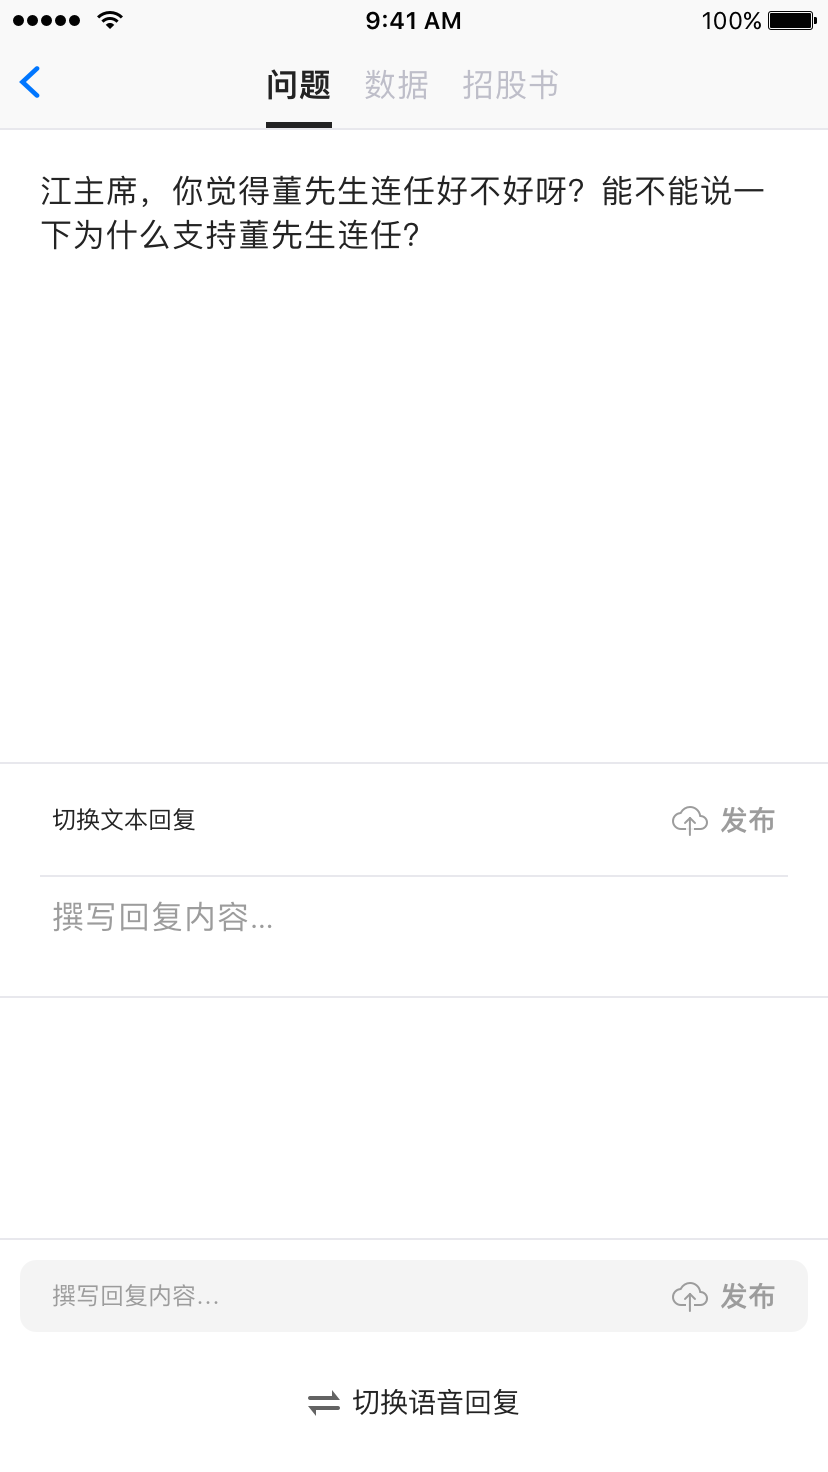 9:41 AM
100%
问题 数据 招股书
江主席，你觉得董先生连任好不好呀？能不能说一
下为什么支持董先生连任？
切换文本回复
发布
撰写回复内容...
撰写回复内容...
发布
切换语音回复